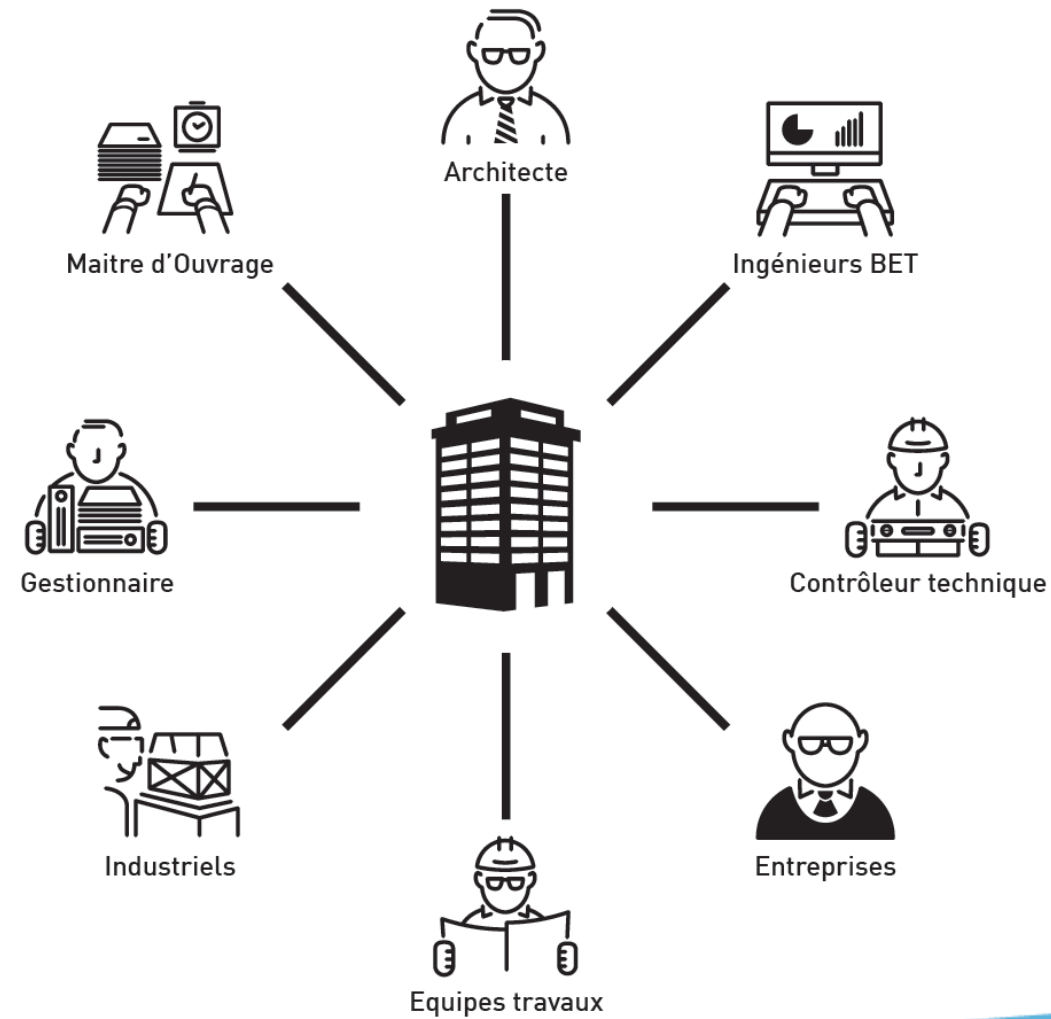 Architecte
Maitre d'Ouvrage
Ingénieurs BET
Gestionnaire
Contrôleur technique
Industriels
Entreprises
Equipes travaux